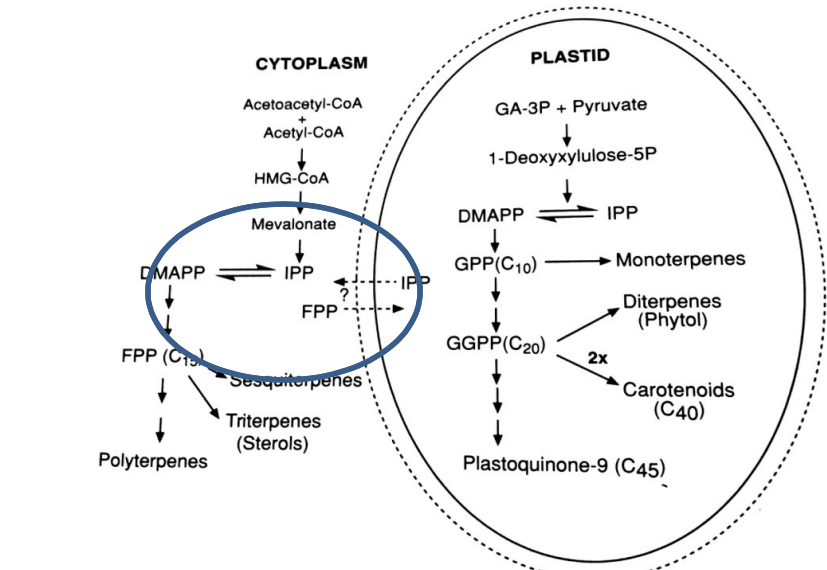 CYTOPLASM
Acetoacetyl-CoA
+
Acetyl-CoA
HMG-CoA
Mevalonate
DMAPP
IPP
IPP
?
FPP
FPP (C15)
Sesquiterpenes
Triterpenes
(Sterols)
Polyterpenes
PLASTID
GA-3P + Pyruvate
1-Deoxyxylulose-5P
DMAPP
IPP
GPP(C10)
Monoterpenes
Diterpenes
(Phytol)
GGPP(C20)
2x
Carotenoids
(C40)
Plastoquinone-9 (C45)